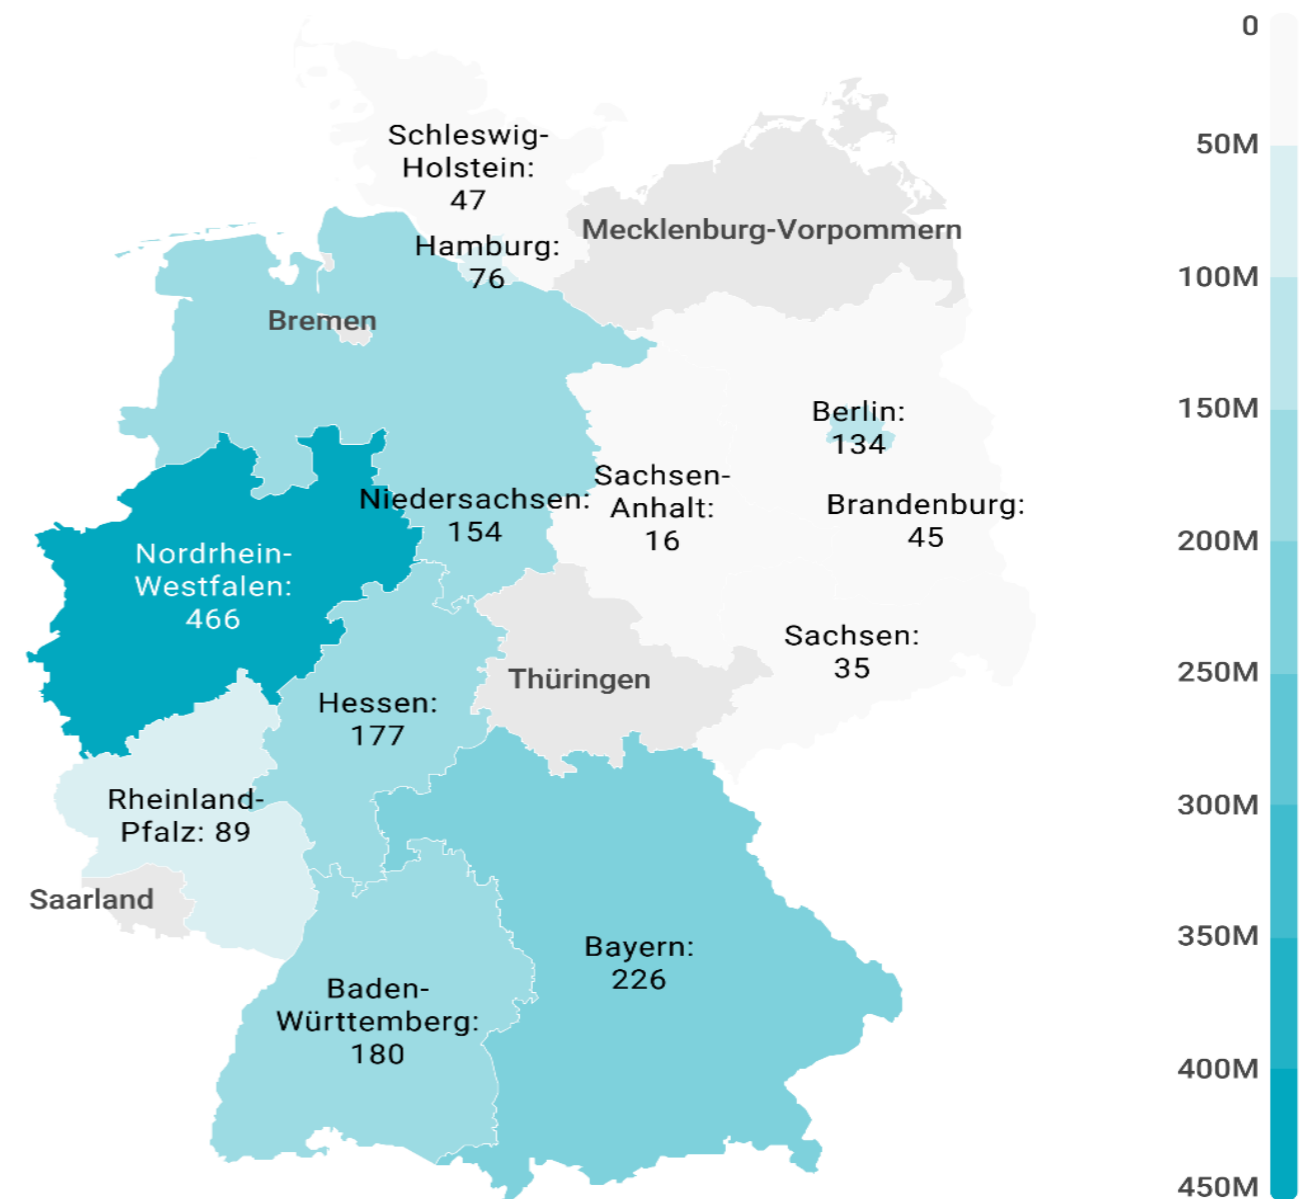 0
50M
100M
150M
200M
250M
300M
350M
400M
450M
Schleswig-
Holstein:
47
Mecklenburg-Vorpommern
Hamburg:
76
Bremen
Berlin:
134
Sachsen-
Anhalt:
16
Brandenburg:
45
Niedersachsen:
154
Nordrhein-
Westfalen:
466
Sachsen:
35
Thüringen
Hessen:
177
Rheinland-
Pfalz: 89
Saarland
Bayern:
226
Baden-
Württemberg:
180